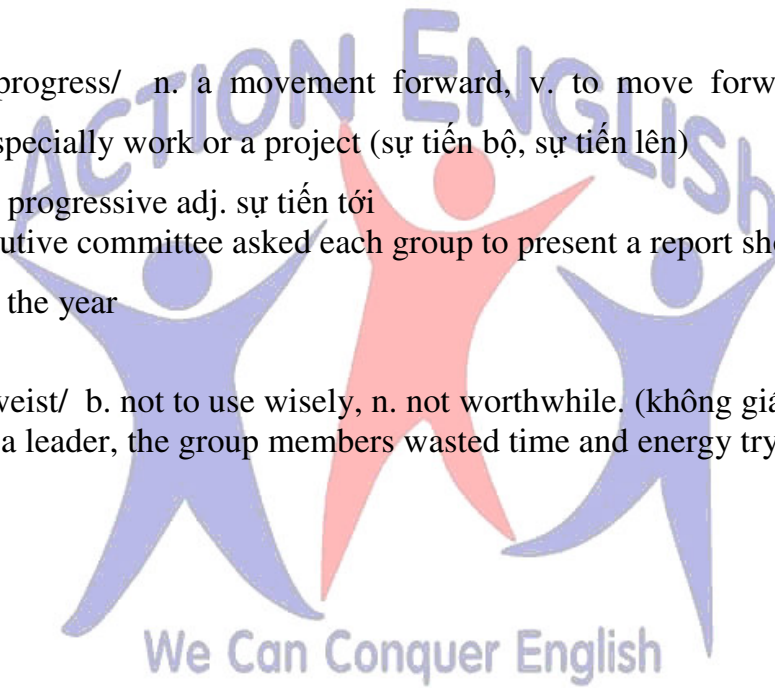 ACTION ENGLISH
progress/ n. a movement forward, v. to move forw
specially work or a project (sự tiến bộ, sự tiến lên)
progressive adj. sự tiến tới
utive committee asked each group to present a report sho
the year
weist/ b. not to use wisely, n. not worthwhile. (không giá
a leader, the group members wasted time and energy try
We Can Conquer English